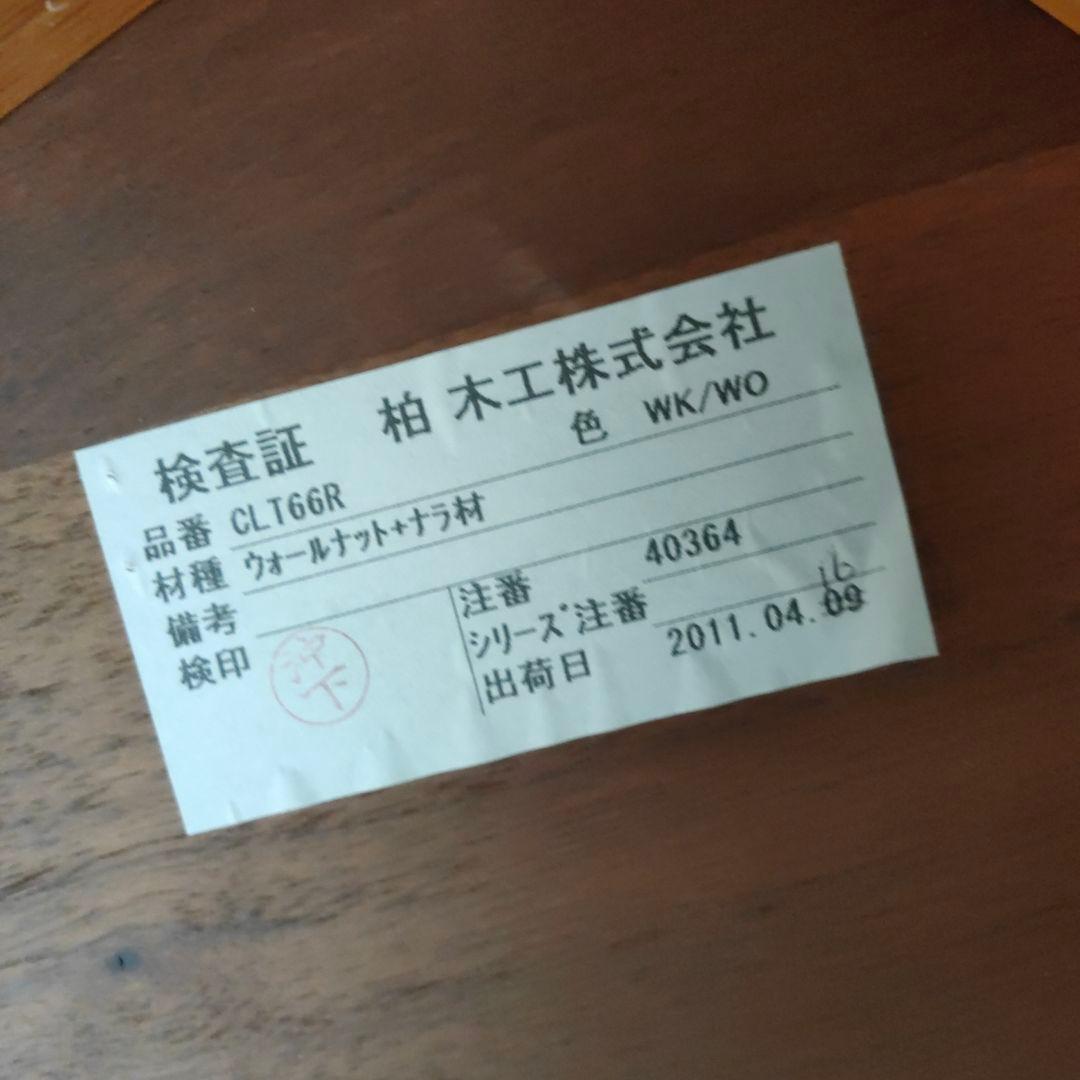 検査証 柏木工株式会社
品番 CLT66R 色 WK/WO
材種 ウォールナット+ナラ材
備考
検印
注番 40364
シリーズ注番
出荷日 2011.04.09
16